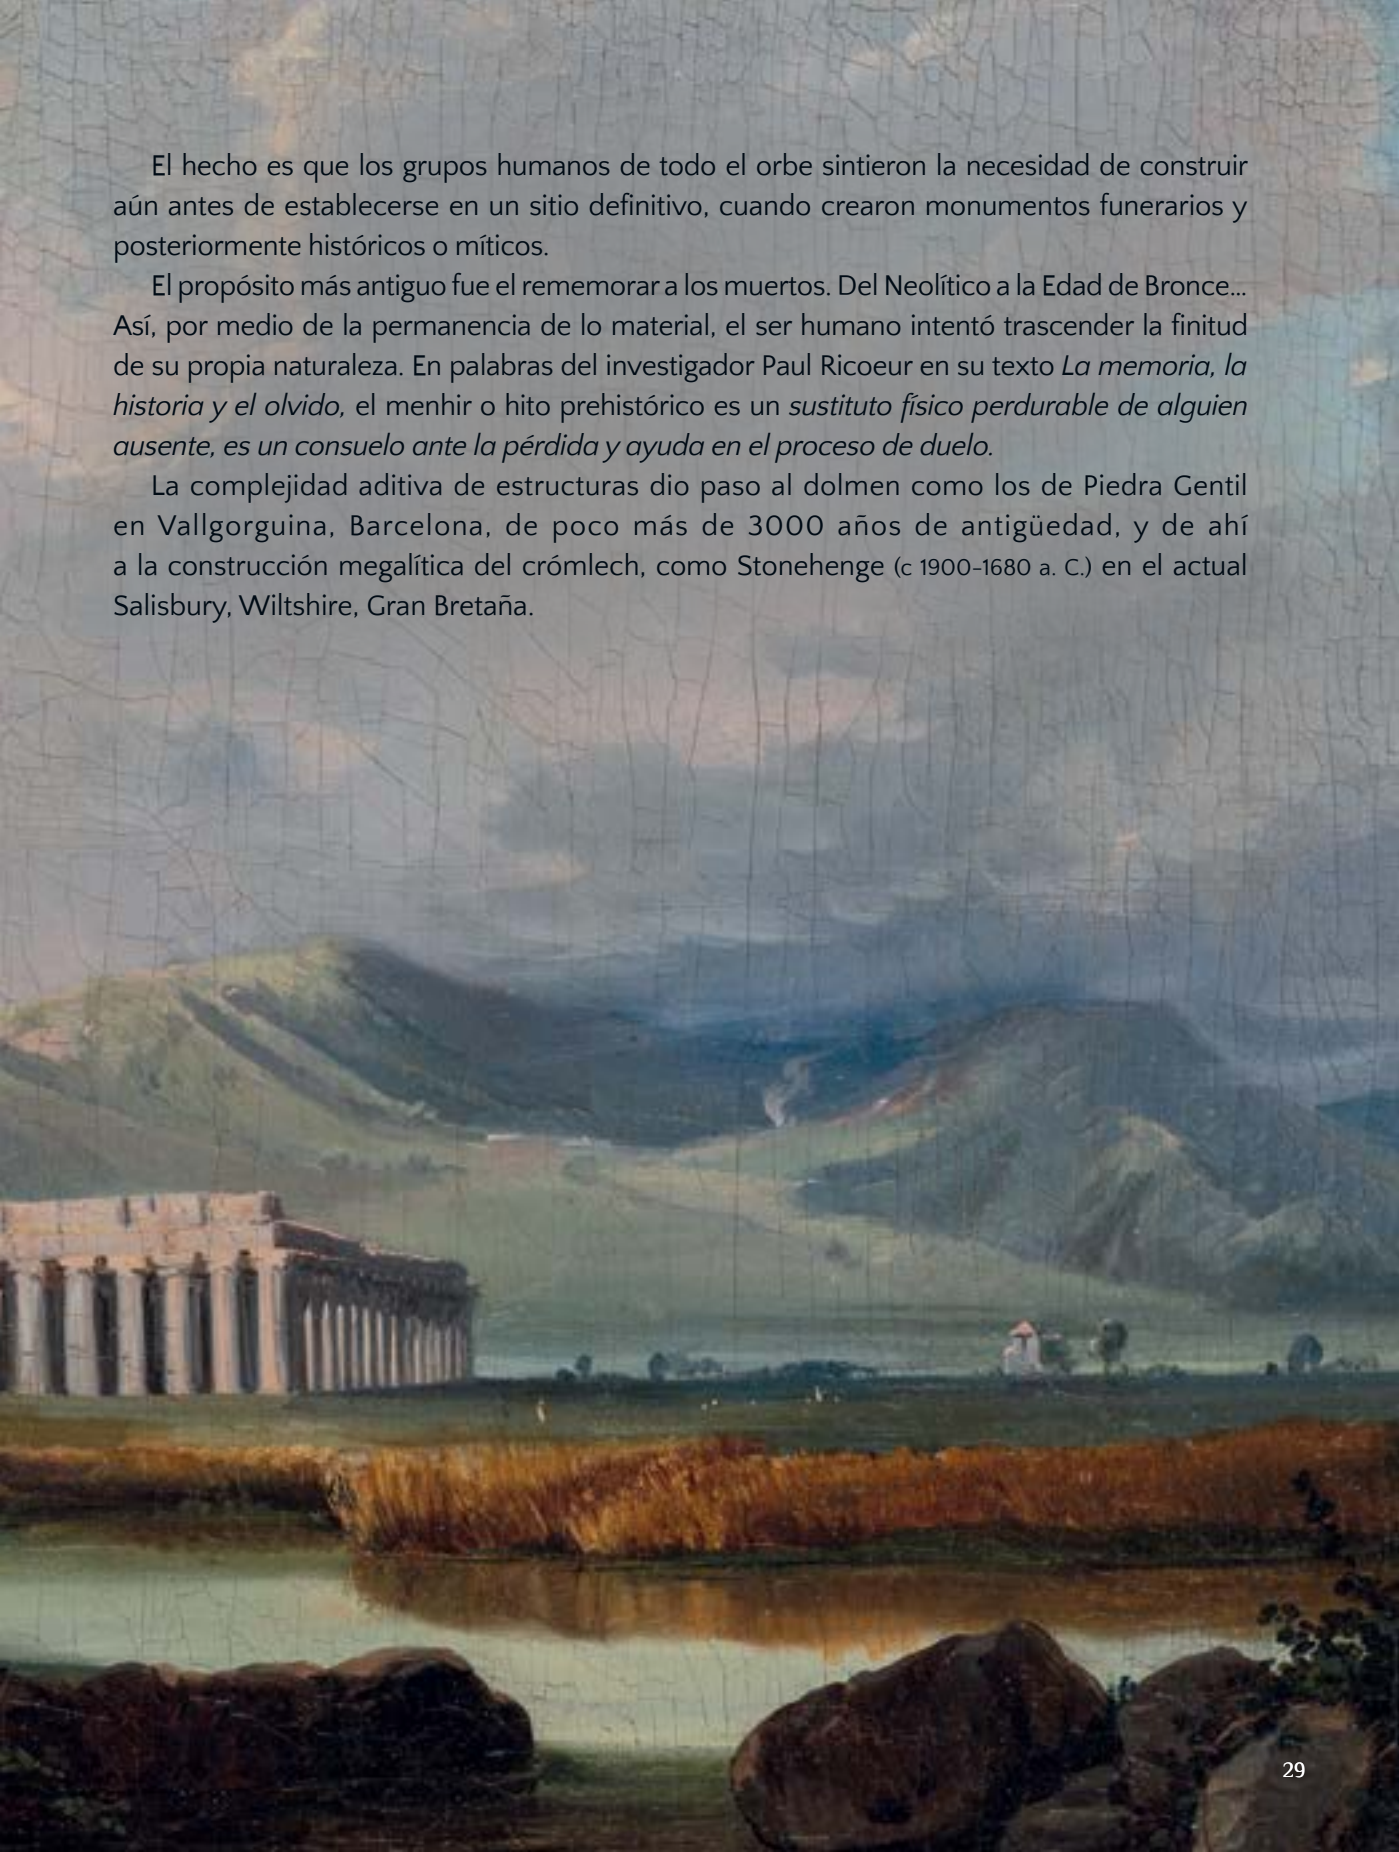 El hecho es que los grupos humanos de todo el orbe sintieron la necesidad de construir
aún antes de establecerse en un sitio definitivo, cuando crearon monumentos funerarios y
posteriormente históricos o míticos.
El propósito más antiguo fue el rememorar a los muertos. Del Neolítico a la Edad de Bronce...
Así, por medio de la permanencia de lo material, el ser humano intentó trascender la finitud
de su propia naturaleza. En palabras del investigador Paul Ricoeur en su texto La memoria, la
historia y el olvido, el menhir o hito prehistórico es un sustituto físico perdurable de alguien
ausente, es un consuelo ante la pérdida y ayuda en el proceso de duelo.
La complejidad aditiva de estructuras dio paso al dolmen como los de Piedra Gentil
en Vallgorguina, Barcelona, de poco más de 3000 años de antigüedad, y de ahí
a la construcción megalítica del crómlech, como Stonehenge (c 1900-1680 a. C.) en el actual
Salisbury, Wiltshire, Gran Bretaña.
29